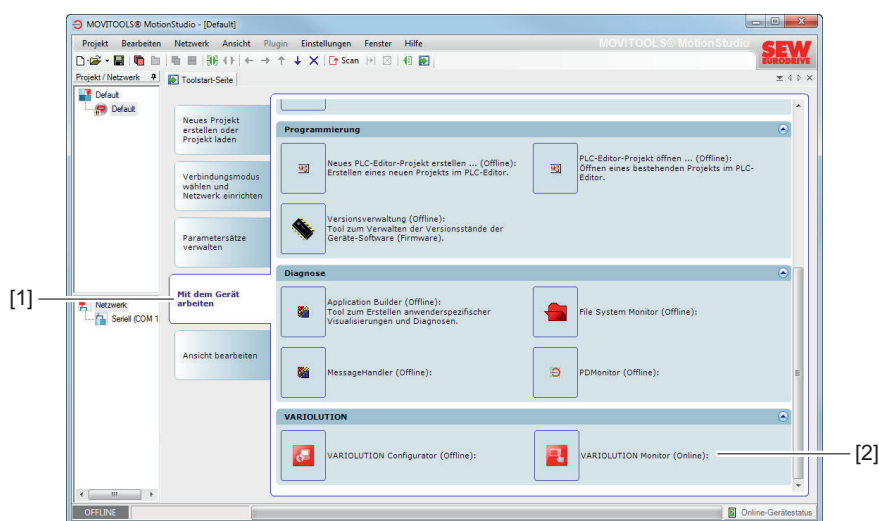 MOVITOOLS® MotionStudio - [Default]
Projekt Bearbeiten Netzwerk Ansicht Plugin Einstellungen Fenster Hilfe
MOVITOOLS® MotionStudio
SEW
EURODRIVE
Scan
Projekt / Netzwerk
Toolstart-Seite
Default
Default
Neues Projekt
erstellen oder
Projekt laden
Verbindungsmodus
wählen und
Netzwerk einrichten
Parametersätze
verwalten
[1]
Mit dem Gerät
arbeiten
Netzwerk
Seriell (COM 1
Ansicht bearbeiten
Programmierung
Neues PLC-Editor-Projekt erstellen ... (Offline):
Erstellen eines neuen Projekts im PLC-Editor.
PLC-Editor-Projekt öffnen ... (Offline):
Öffnen eines bestehenden Projekts im PLC-
Editor.
Versionsverwaltung (Offline):
Tool zum Verwalten der Versionsstände der
Geräte-Software (Firmware).
Diagnose
Application Builder (Offline):
Tool zum Erstellen anwenderspezifischer
Visualisierungen und Diagnosen.
File System Monitor (Offline):
MessageHandler (Offline):
PDMonitor (Offline):
VARIOLUTION
VARIOLUTION Configurator (Offline):
VARIOLUTION Monitor (Online):
[2]
OFFLINE
Online-Gerätestatus